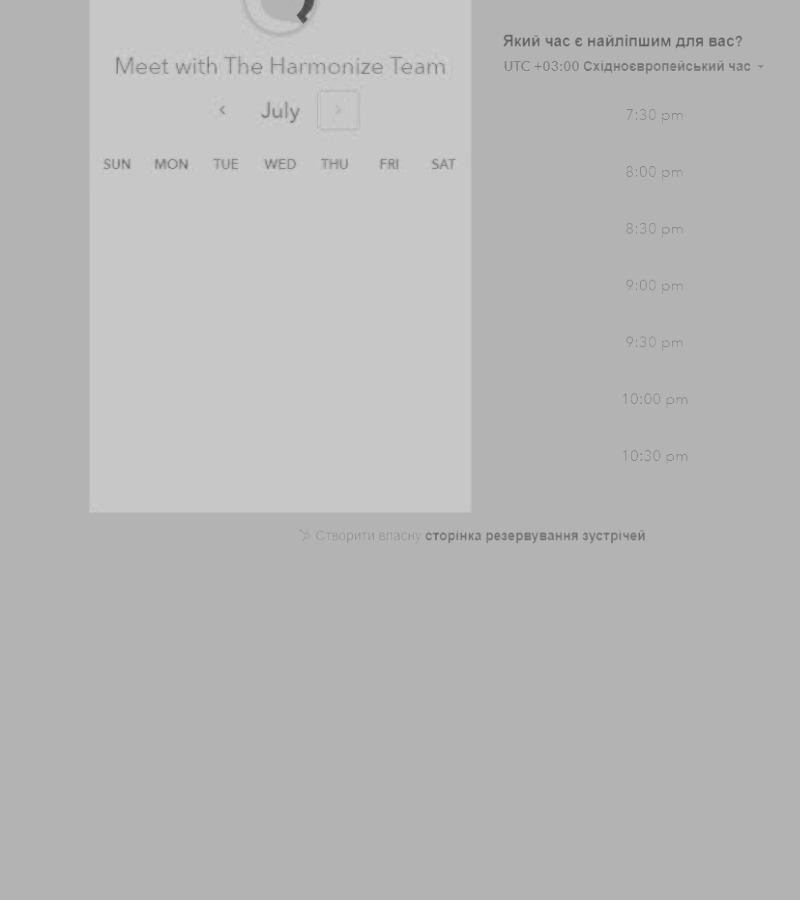 Meet with The Harmonize Team
July
SUN MON TUE WED THU FRI SAT
Який час є найліпшим для вас?
UTC +03:00 Східноєвропейський час
7:30 pm
8:00 pm
8:30 pm
9:00 pm
9:30 pm
10:00 pm
10:30 pm
Створити власну сторінка резервування зустрічей